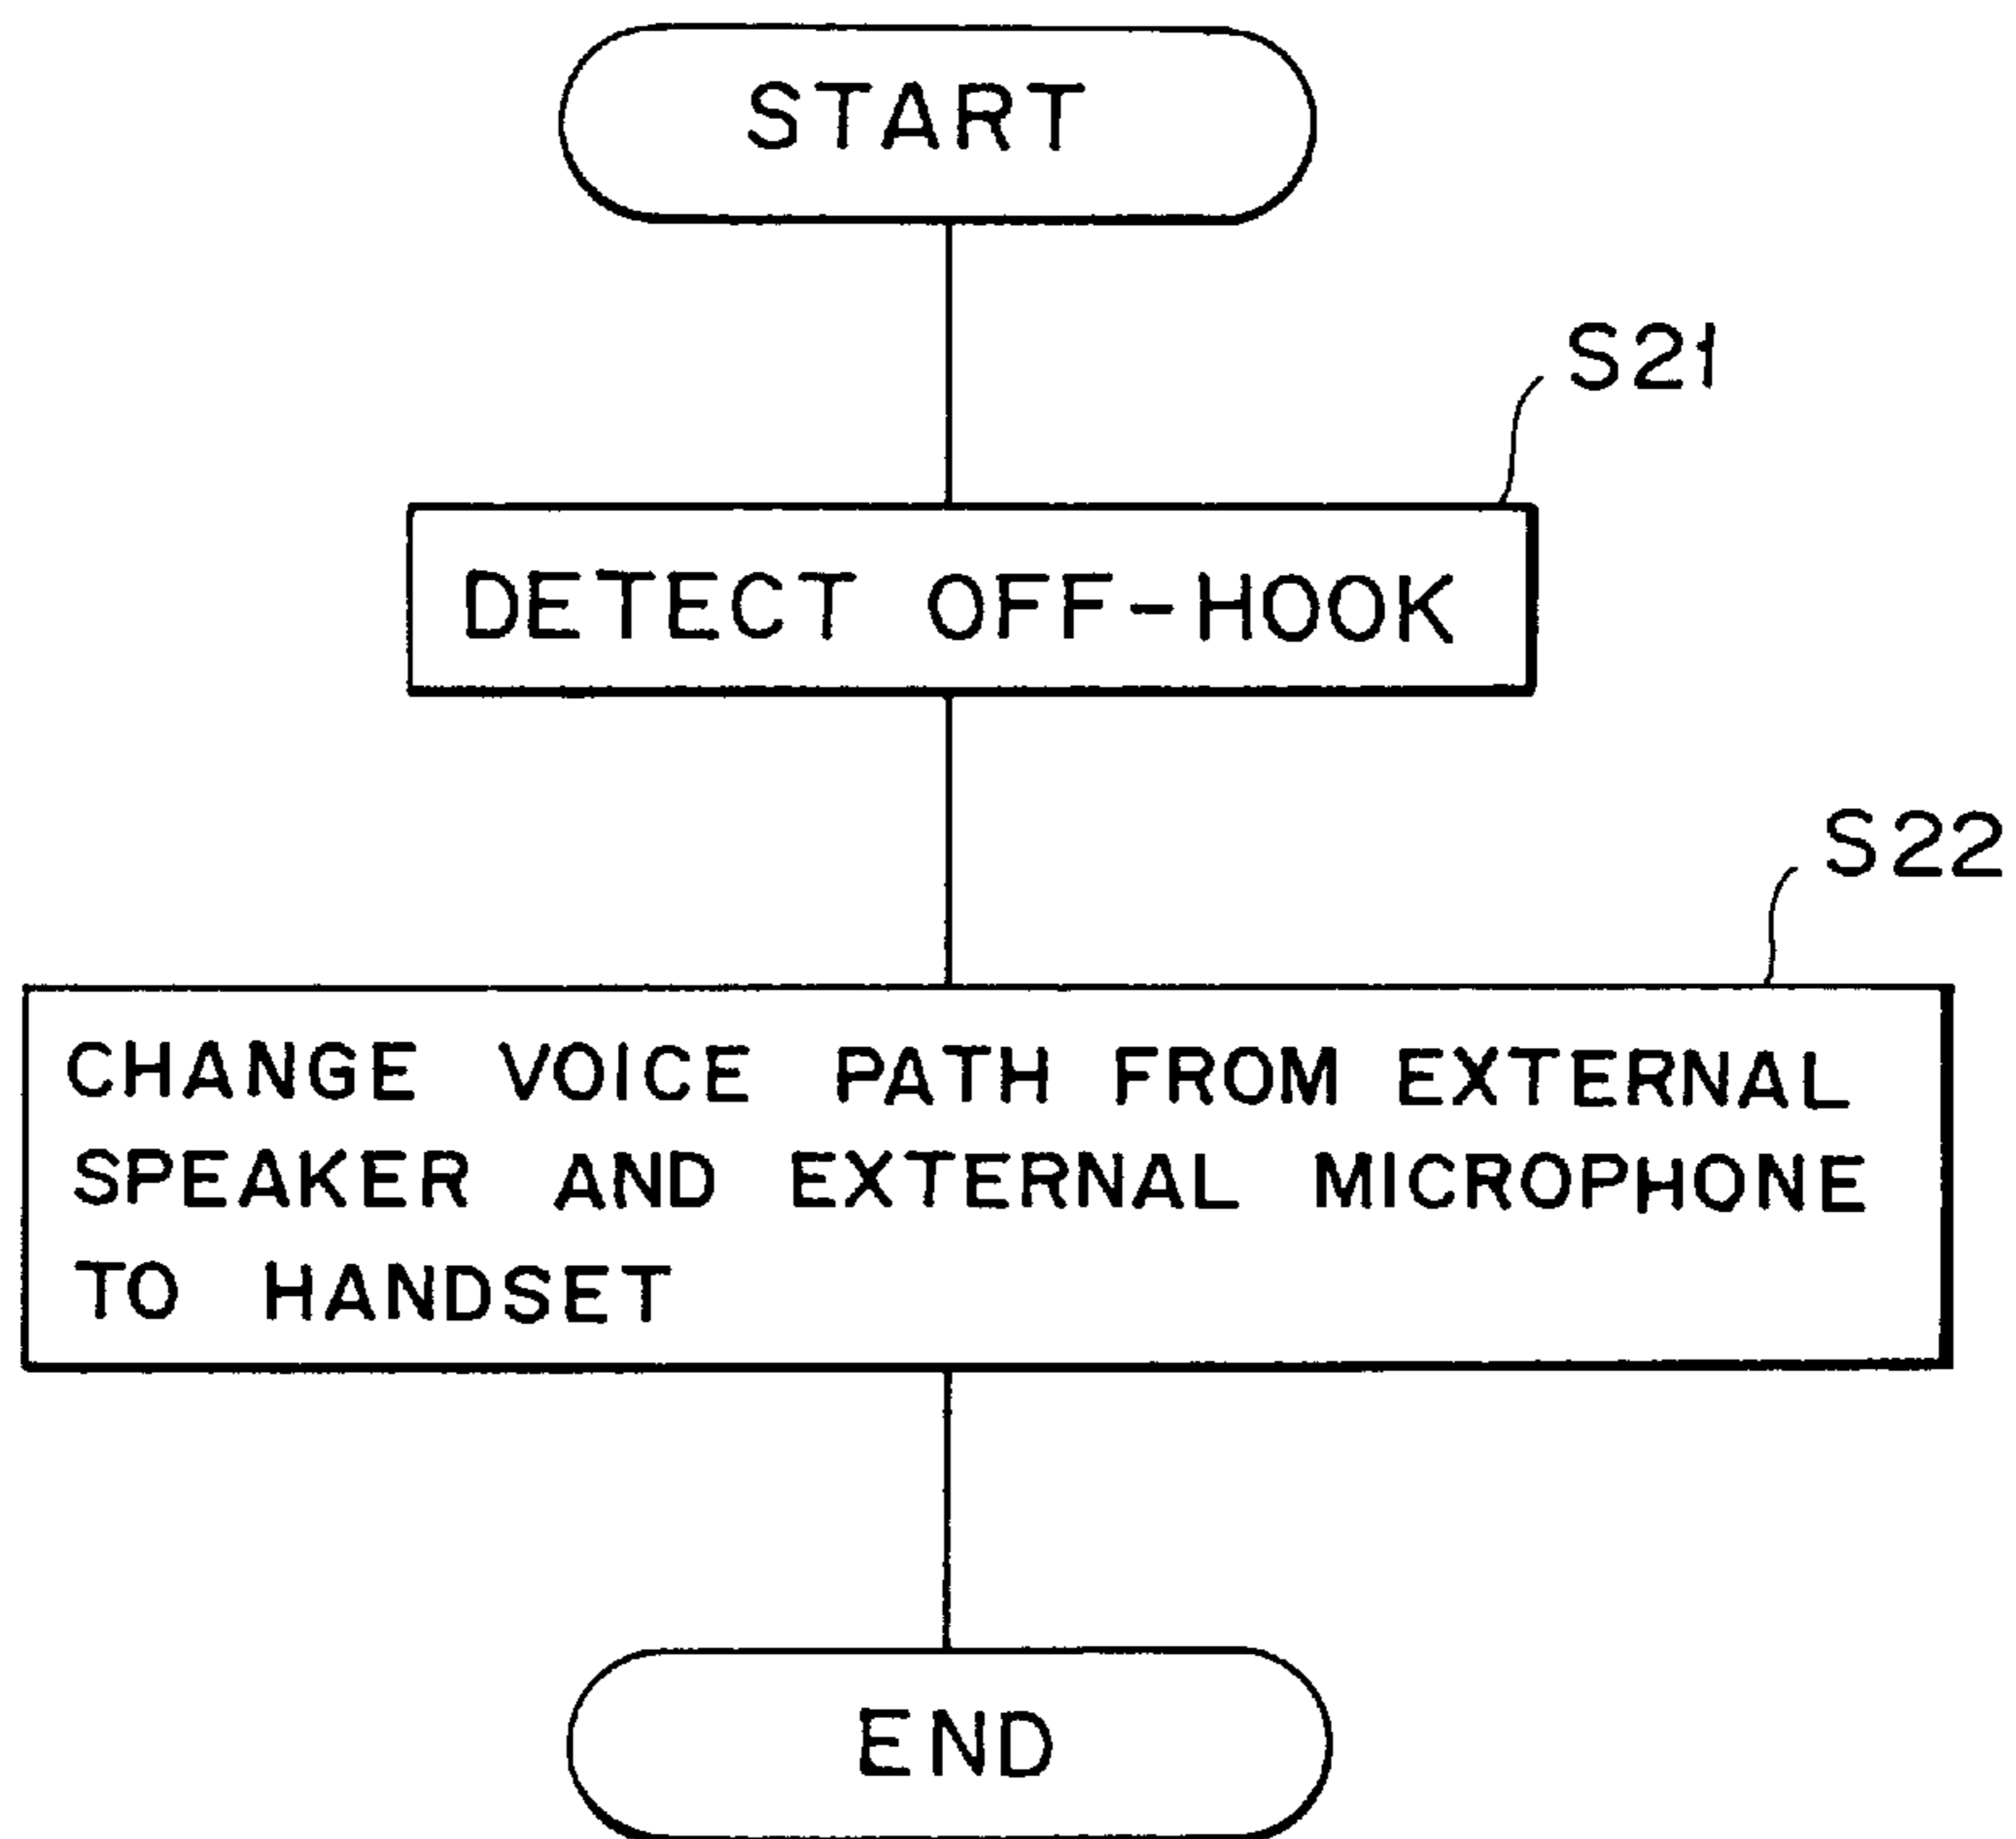 START
S21
DETECT OFF-HOOK
S22
CHANGE VOICE PATH FROM EXTERNAL
SPEAKER AND EXTERNAL MICROPHONE
TO HANDSET
END